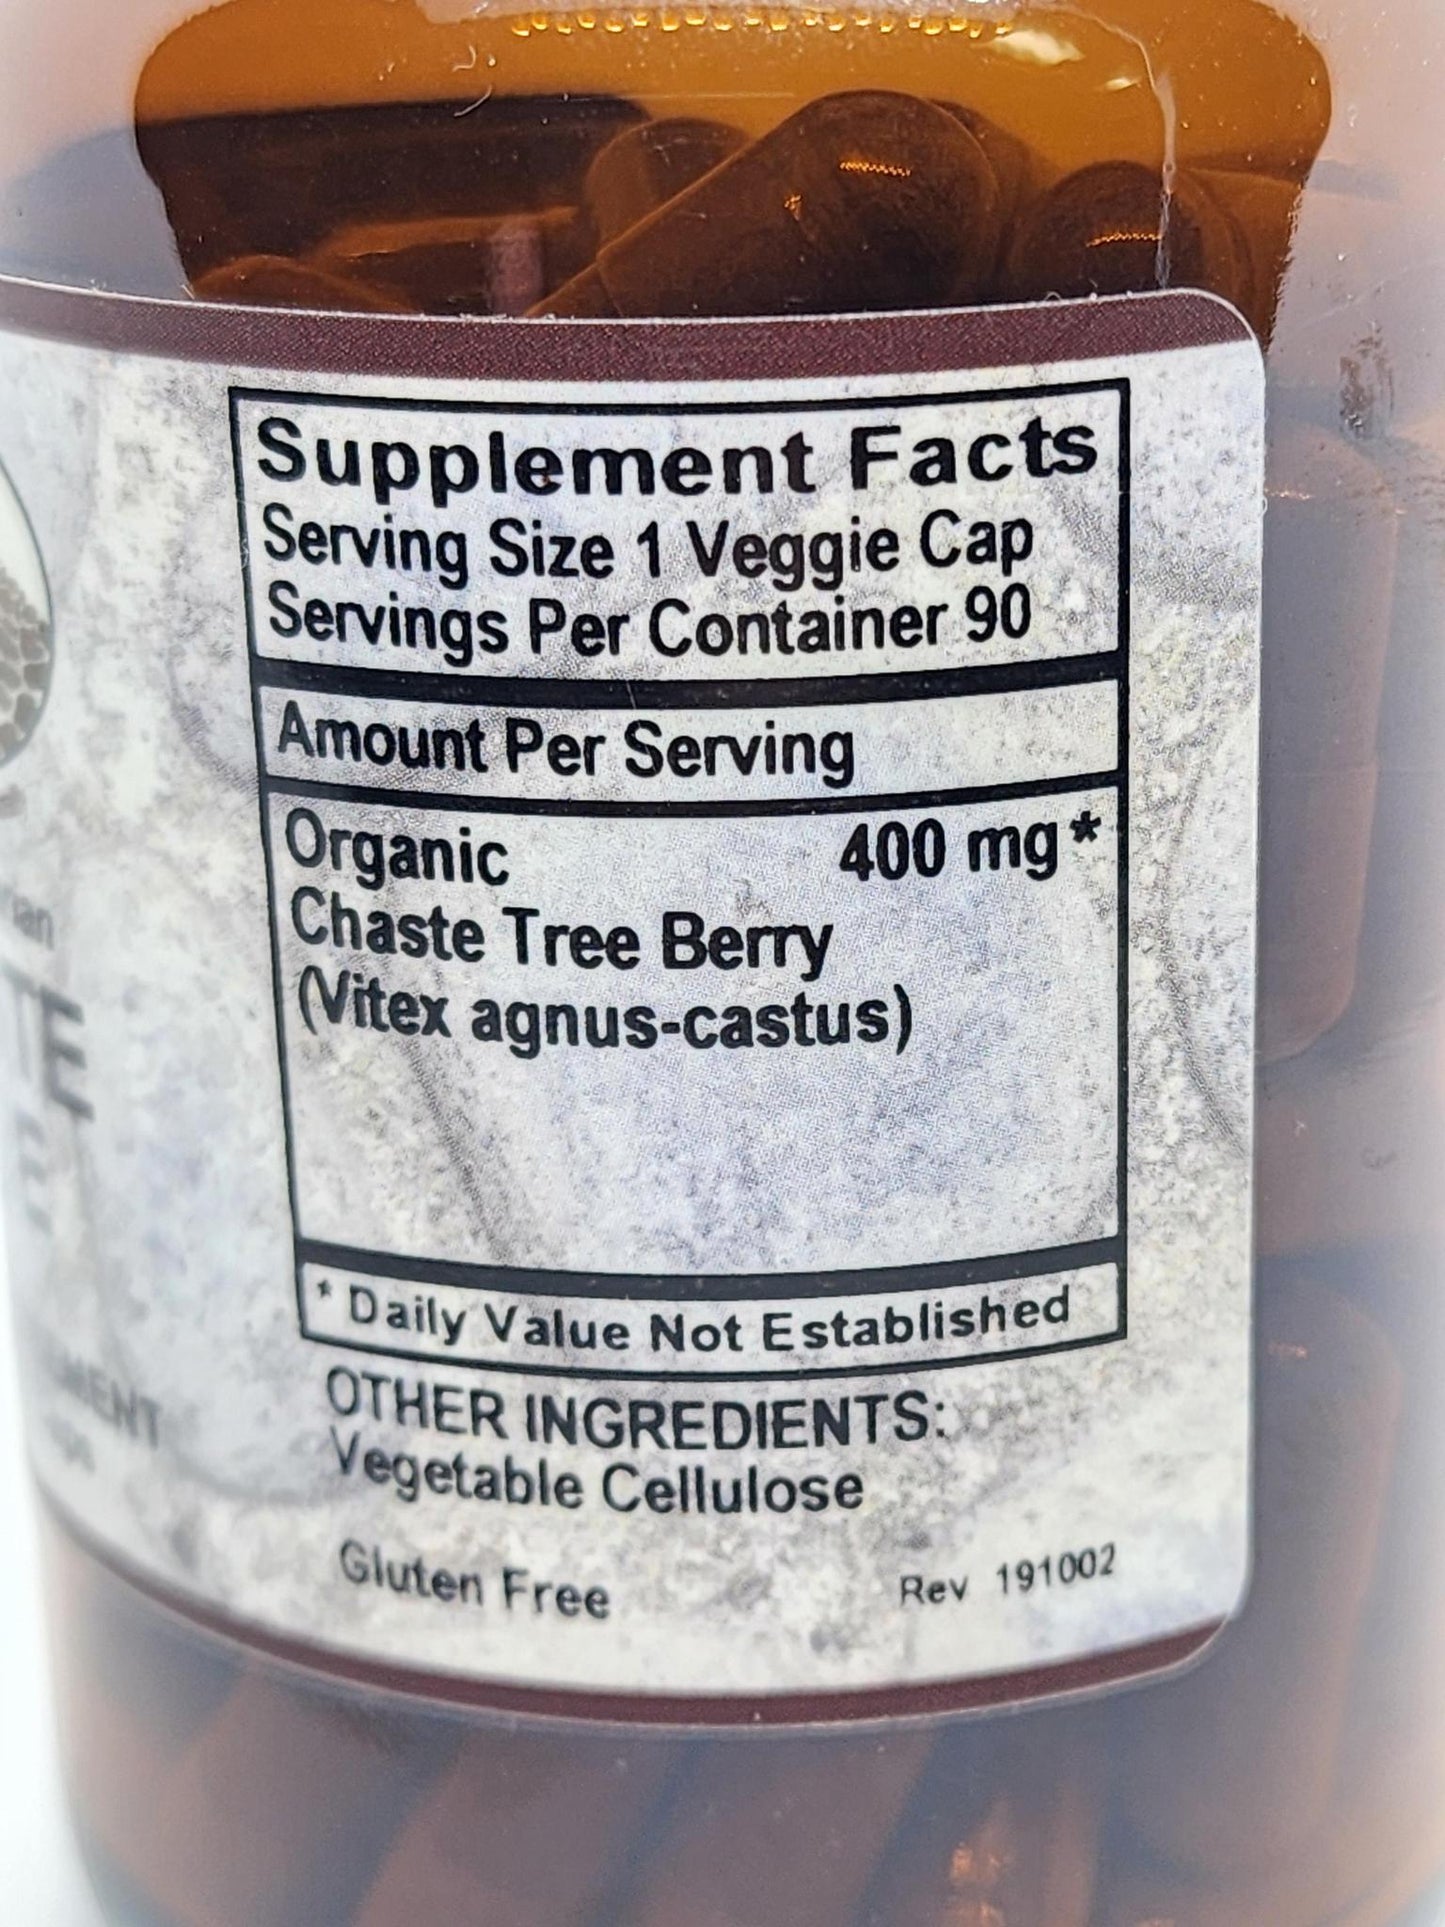 Supplement Facts
Serving Size 1 Veggie Cap
Servings Per Container 90
Amount Per Serving
Organic 400 mg*
Chaste Tree Berry
(Vitex agnus-castus)
* Daily Value Not Established
OTHER INGREDIENTS:
Vegetable Cellulose
Gluten Free Rev 191002